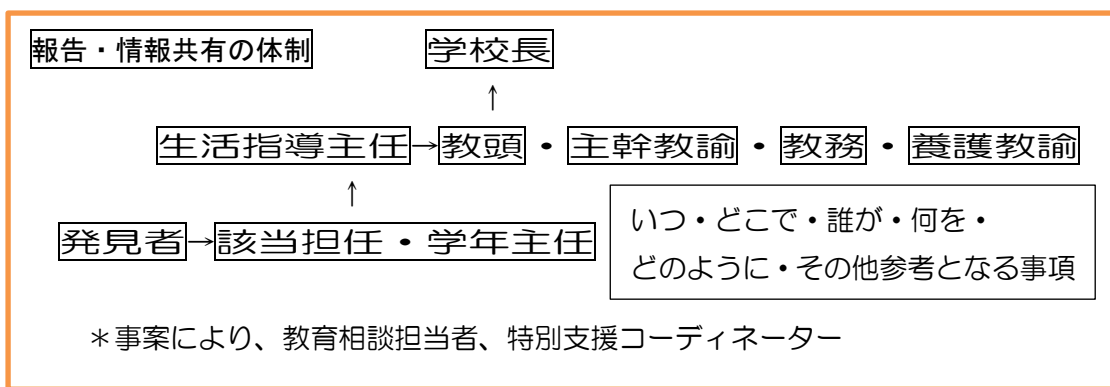 報告・情報共有の体制 学校長
↑
生活指導主任→教頭・主幹教諭・教務・養護教諭
↑
発見者→該当担任・学年主任
いつ・どこで・誰が・何を・
どのように・その他参考となる事項
＊事案により、教育相談担当者、特別支援コーディネーター